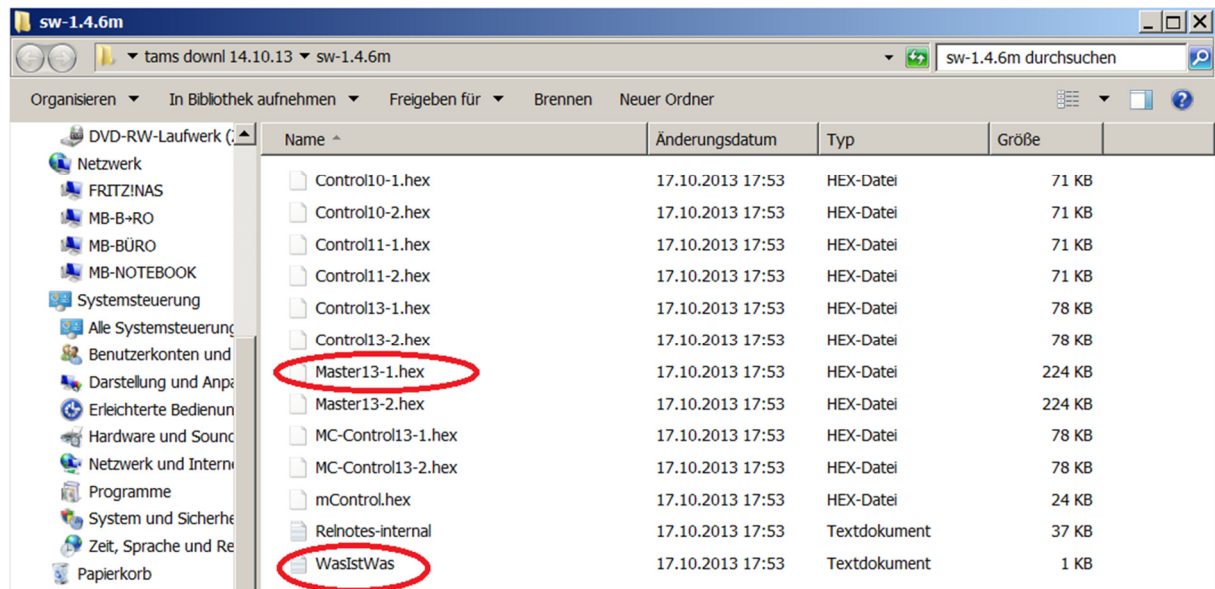 sw-1.4.6m
tams downl 14.10.13 sw-1.4.6m
sw-1.4.6m durchsuchen
Organisieren In Bibliothek aufnehmen Freigeben für Brennen Neuer Ordner
DVD-RW-Laufwerk (
Netzwerk
FRITZ!NAS
MB-B→RO
MB-BÜRO
MB-NOTEBOOK
Systemsteuerung
Alle Systemsteuerung
Benutzerkonten und
Darstellung und Anpa
Erleichterte Bedienun
Hardware und Sound
Netzwerk und Intern
Programme
System und Sicherhe
Zeit, Sprache und Re
Papierkorb
Name Änderungsdatum Typ Größe
Control10-1.hex 17.10.2013 17:53 HEX-Datei 71 KB
Control10-2.hex 17.10.2013 17:53 HEX-Datei 71 KB
Control11-1.hex 17.10.2013 17:53 HEX-Datei 71 KB
Control11-2.hex 17.10.2013 17:53 HEX-Datei 71 KB
Control13-1.hex 17.10.2013 17:53 HEX-Datei 78 KB
Control13-2.hex 17.10.2013 17:53 HEX-Datei 78 KB
Master13-1.hex 17.10.2013 17:53 HEX-Datei 224 KB
Master13-2.hex 17.10.2013 17:53 HEX-Datei 224 KB
MC-Control13-1.hex 17.10.2013 17:53 HEX-Datei 78 KB
MC-Control13-2.hex 17.10.2013 17:53 HEX-Datei 78 KB
mControl.hex 17.10.2013 17:53 HEX-Datei 24 KB
Relnotes-internal 17.10.2013 17:53 Textdokument 37 KB
WasIstWas 17.10.2013 17:53 Textdokument 1 KB